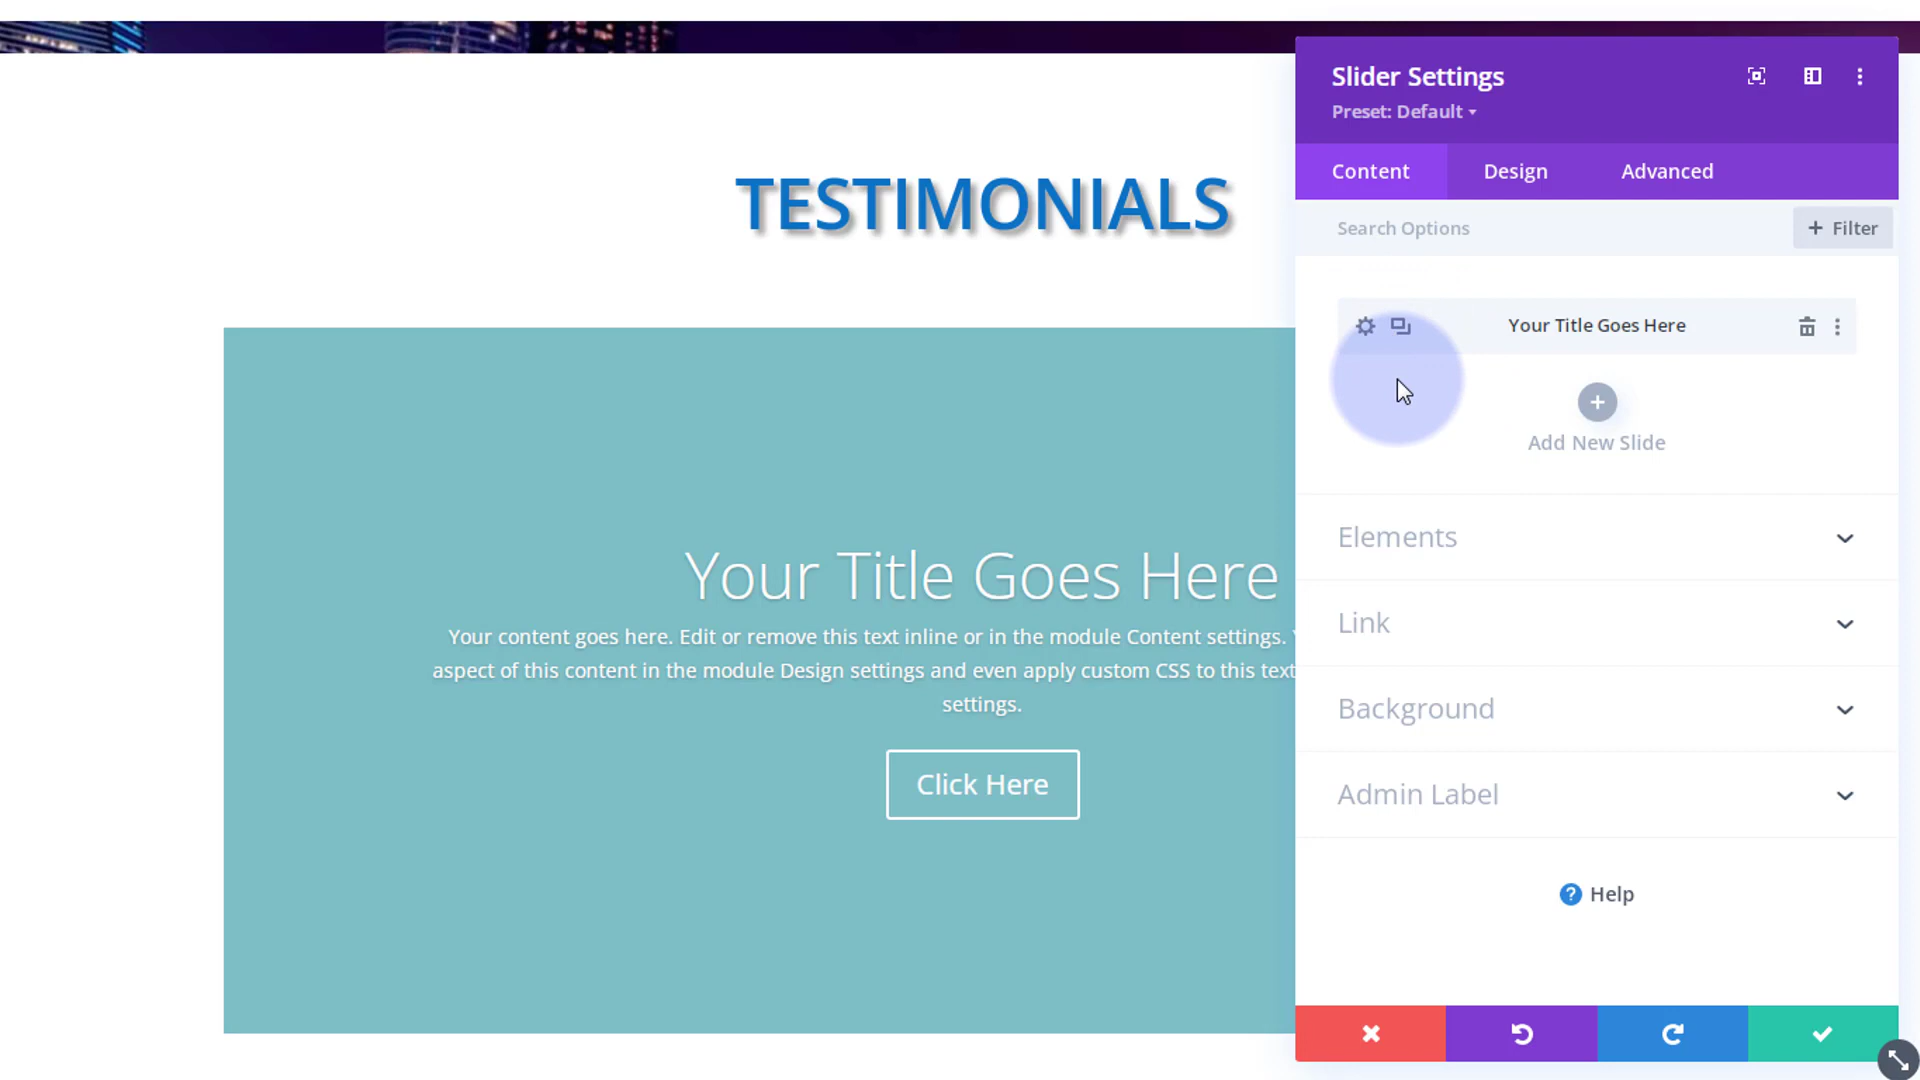 TESTIMONIALS
Your Title Goes Here
Your content goes here. Edit or remove this text inline or in the module Content settings.
aspect of this content in the module Design settings and even apply custom CSS to this text
settings.
Click Here
Slider Settings
Preset: Default
Content
Design
Advanced
Search Options
+ Filter
Your Title Goes Here
Add New Slide
Elements
Link
Background
Admin Label
Help